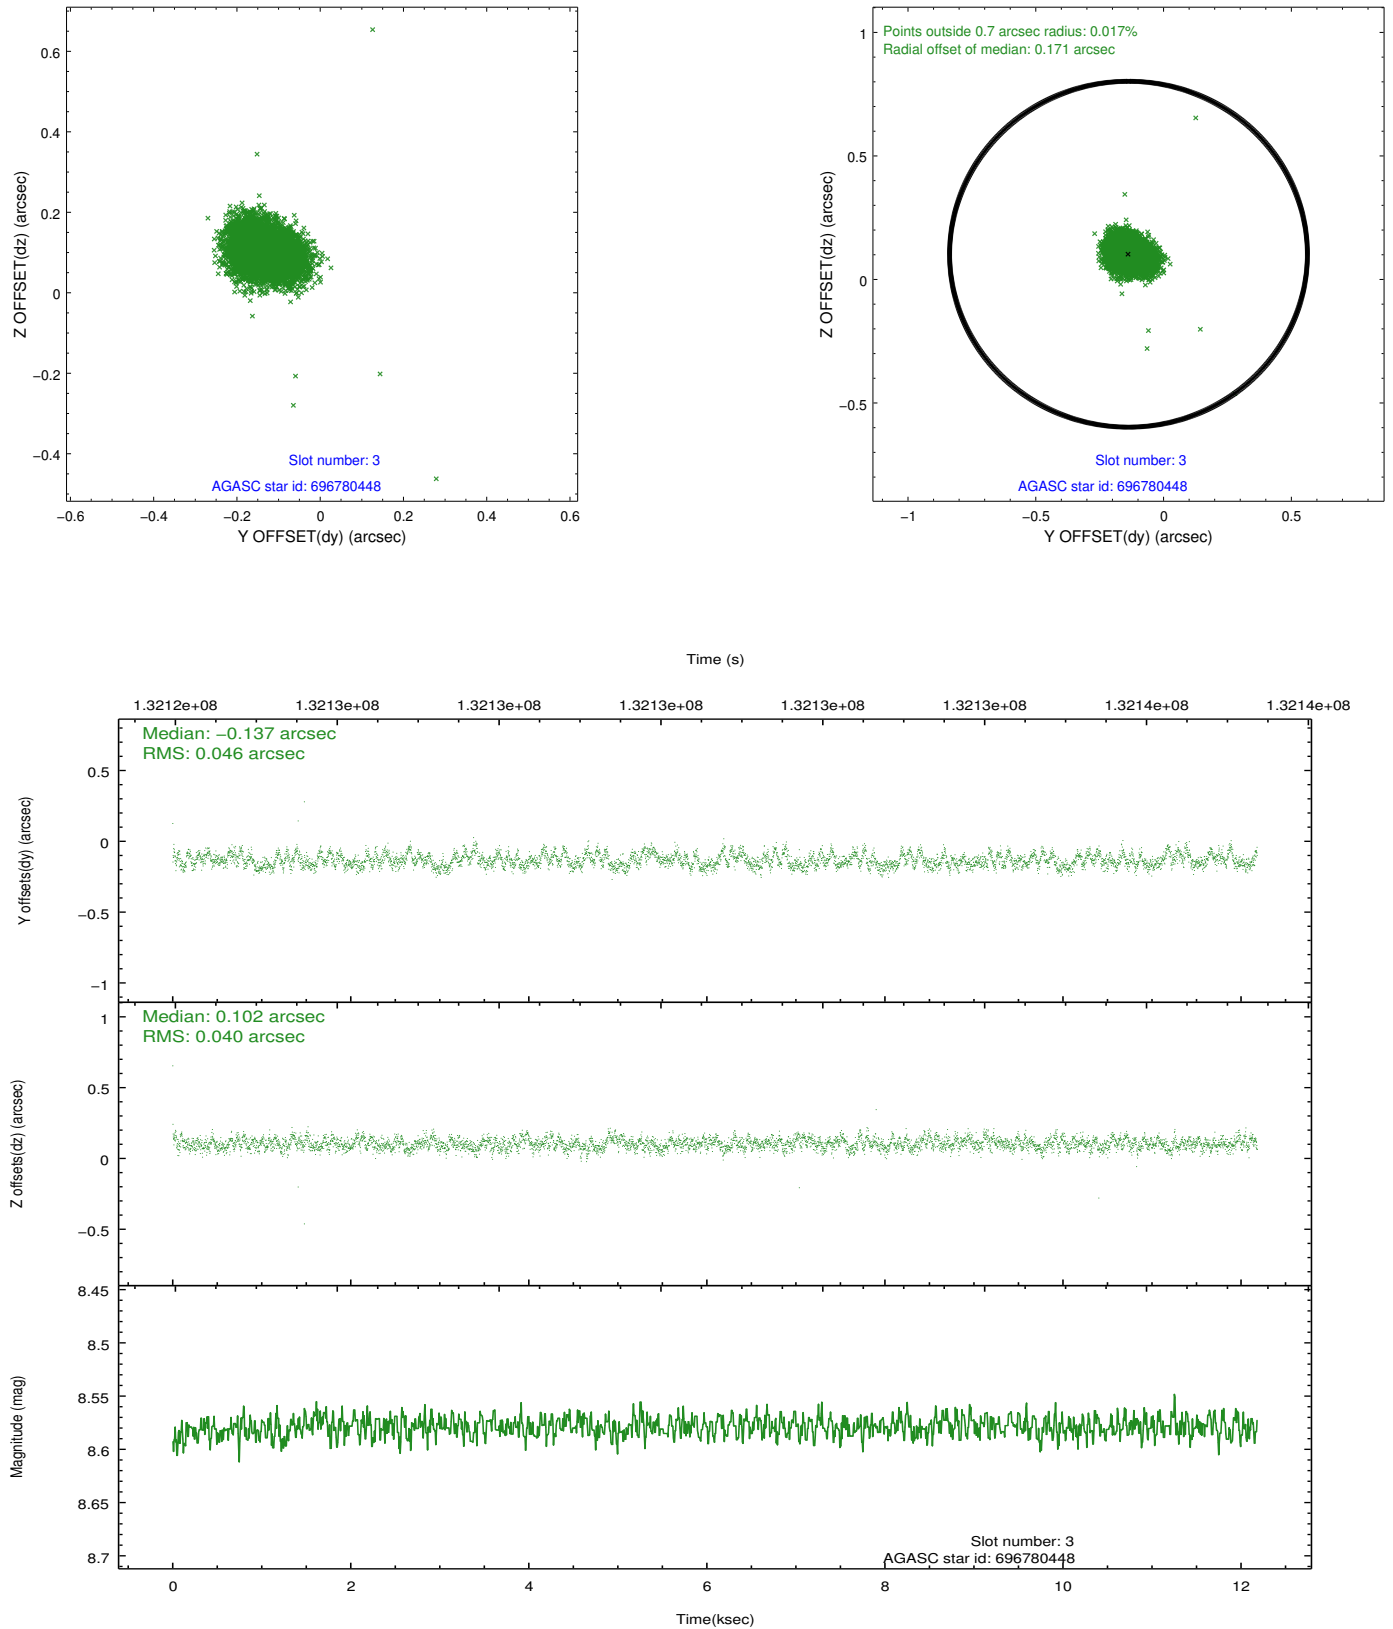 0.6
0.4
0.2
0
−0.2
−0.4
Z OFFSET(dz) (arcsec)
Slot number: 3
AGASC star id: 696780448
−0.6 −0.4 −0.2 0 0.2 0.4 0.6
Y OFFSET(dy) (arcsec)
Points outside 0.7 arcsec radius: 0.017%
Radial offset of median: 0.171 arcsec
1
0.5
0
−0.5
Z OFFSET(dz) (arcsec)
Slot number: 3
AGASC star id: 696780448
−1 −0.5 0 0.5
Y OFFSET(dy) (arcsec)
Time (s)
1.3212e+08 1.3213e+08 1.3213e+08 1.3213e+08 1.3213e+08 1.3213e+08 1.3214e+08 1.3214e+08
Median: −0.137 arcsec
RMS: 0.046 arcsec
0.5
0
−0.5
−1
Y offsets(dy) (arcsec)
Median: 0.102 arcsec
RMS: 0.040 arcsec
1
0.5
0
−0.5
Z offsets(dz) (arcsec)
8.45
8.5
8.55
8.6
8.65
8.7
Magnitude (mag)
Slot number: 3
AGASC star id: 696780448
0 2 4 6 8 10 12
Time(ksec)